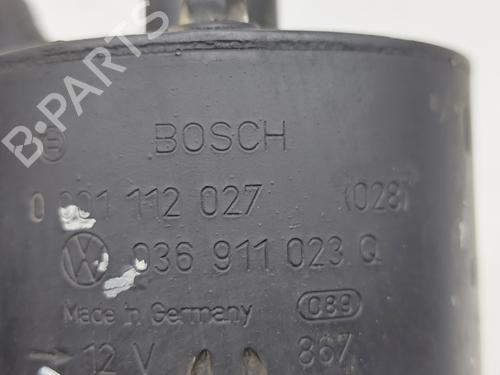 BOSCH
0 001 112 027 (028)
036 911 023 Q
Made in Germany 089
12 V 867
B-PARTS